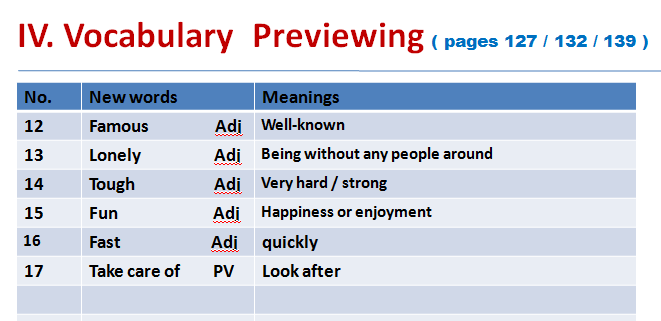 IV. Vocabulary Previewing ( pages 127 / 132 / 139 )
No. New words Meanings
12 Famous Adj Well-known
13 Lonely Adj Being without any people around
14 Tough Adj Very hard / strong
15 Fun Adj Happiness or enjoyment
16 Fast Adj quickly
17 Take care of PV Look after